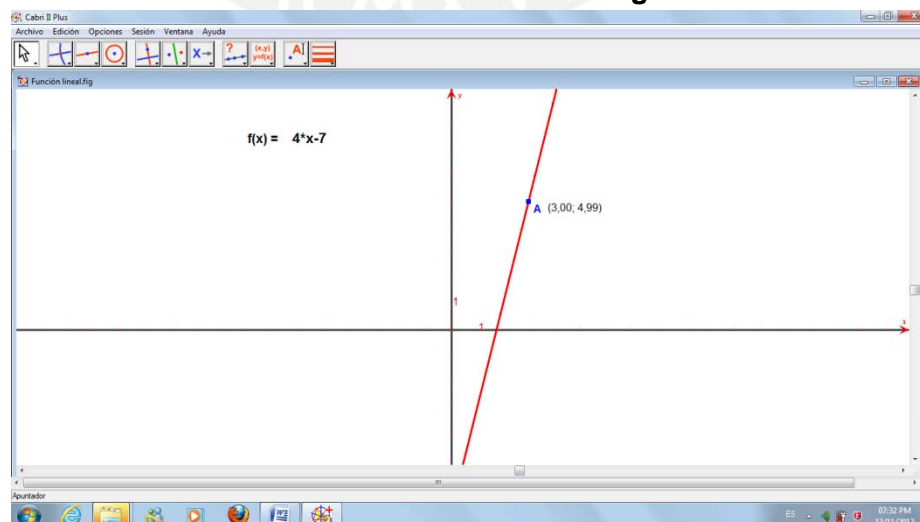 Cabri II Plus
Archivo Edición Opciones Sesión Ventana Ayuda
?
(x,y)
y=f(x)
X
.A
Función lineal.fig
y
f(x) = 4*x-7
A (3,00; 4,99)
1
1
x
Apuntador
ES
07:32 PM